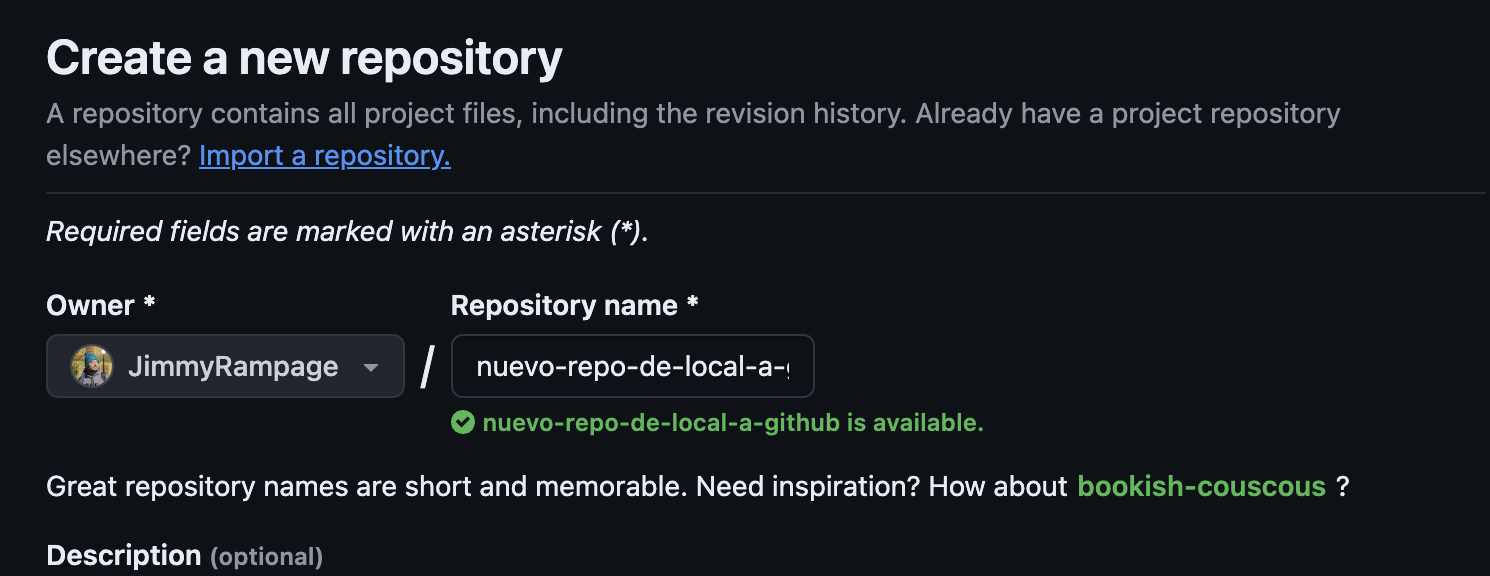 Create a new repository
A repository contains all project files, including the revision history. Already have a project repository
elsewhere? Import a repository.
Required fields are marked with an asterisk (*).
Owner * Repository name *
JimmyRampage / nuevo-repo-de-local-a-g
nuevo-repo-de-local-a-github is available.
Great repository names are short and memorable. Need inspiration? How about bookish-couscous ?
Description (optional)